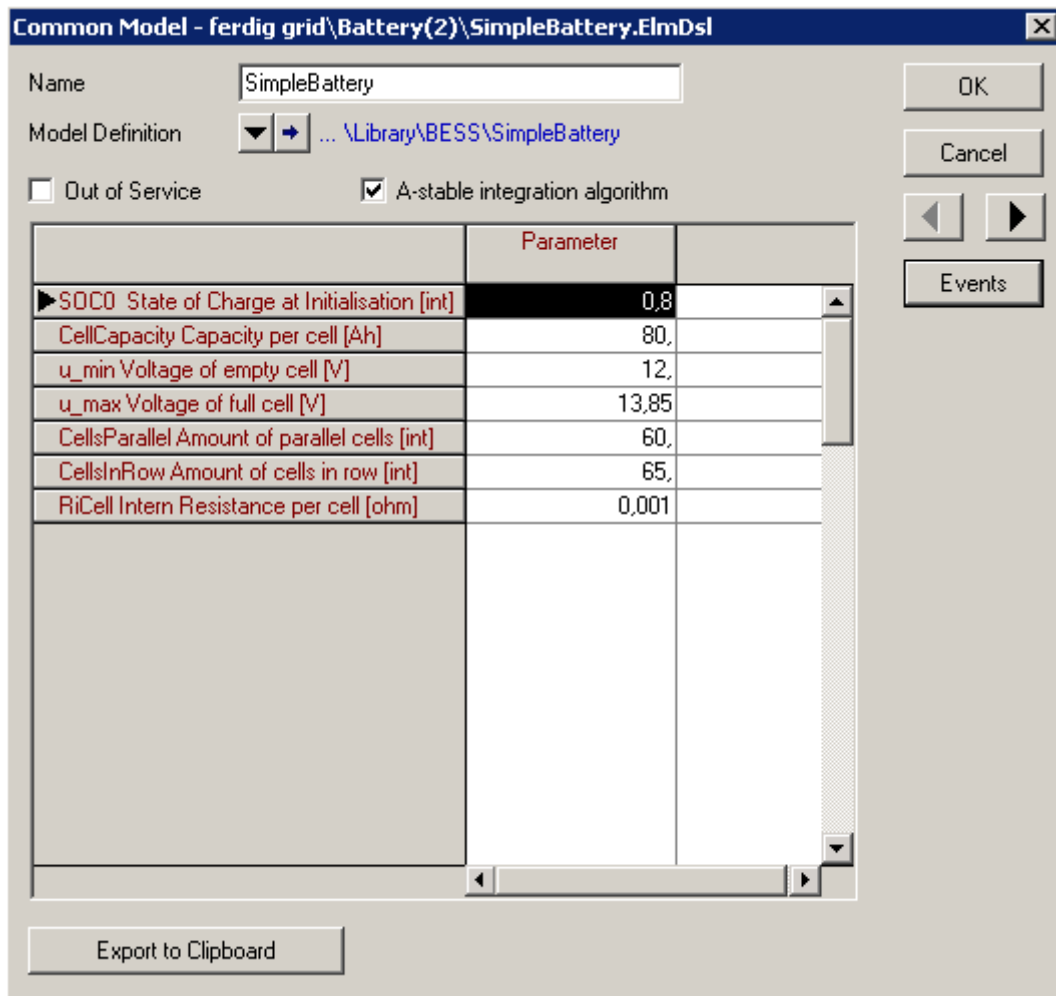 Common Model - ferdig grid\Battery(2)\SimpleBattery.ElmDsl
Name SimpleBattery OK
Model Definition ... \Library\BESS\SimpleBattery
Cancel
Out of Service A-stable integration algorithm
Parameter
Events
SOC0 State of Charge at Initialisation [int] 0,8
CellCapacity Capacity per cell [Ah] 80,
u_min Voltage of empty cell [V] 12,
u_max Voltage of full cell [V] 13,85
CellsParallel Amount of parallel cells [int] 60,
CellsInRow Amount of cells in row [int] 65,
RiCell Intern Resistance per cell [ohm] 0,001
Export to Clipboard